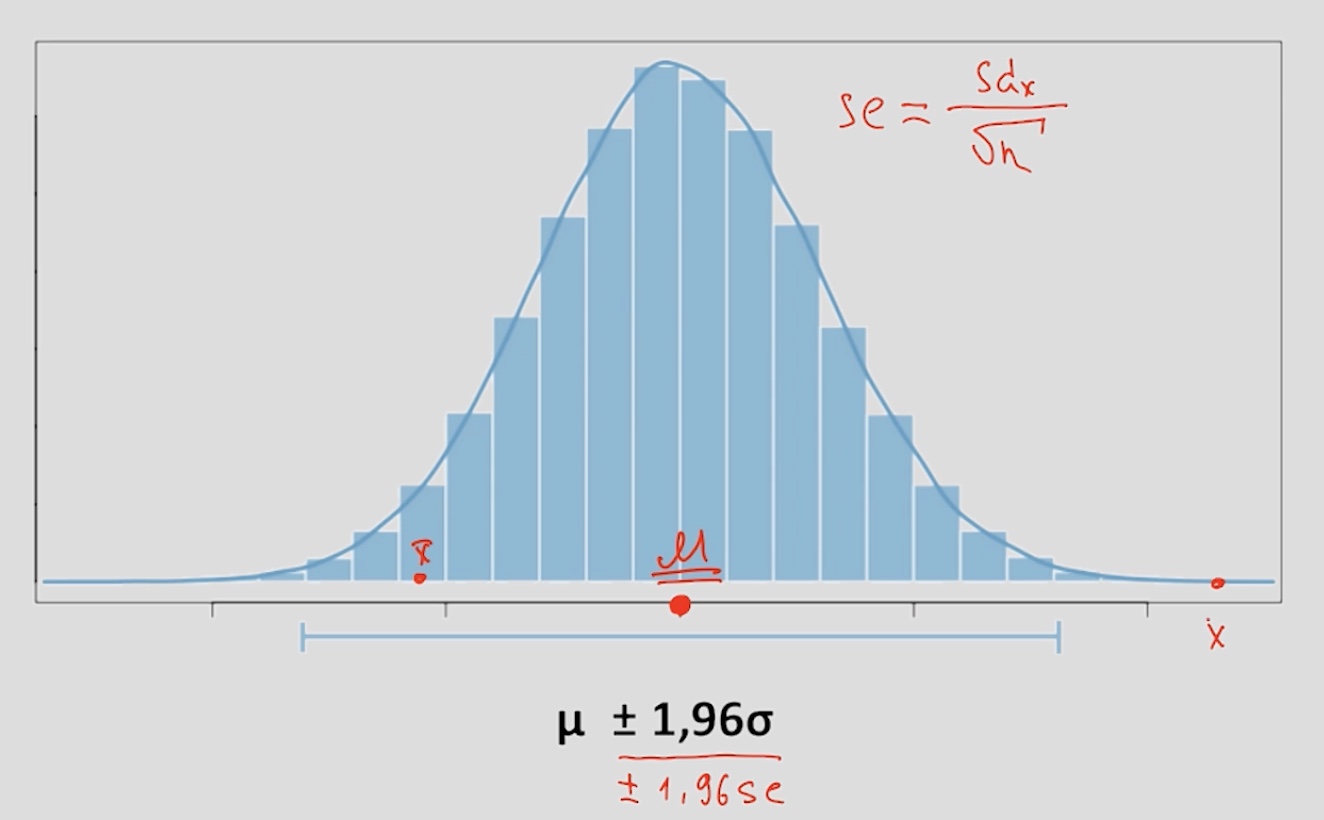 se = sdx / √n
x̄
μ
x̄
μ ± 1,96σ
± 1,96se